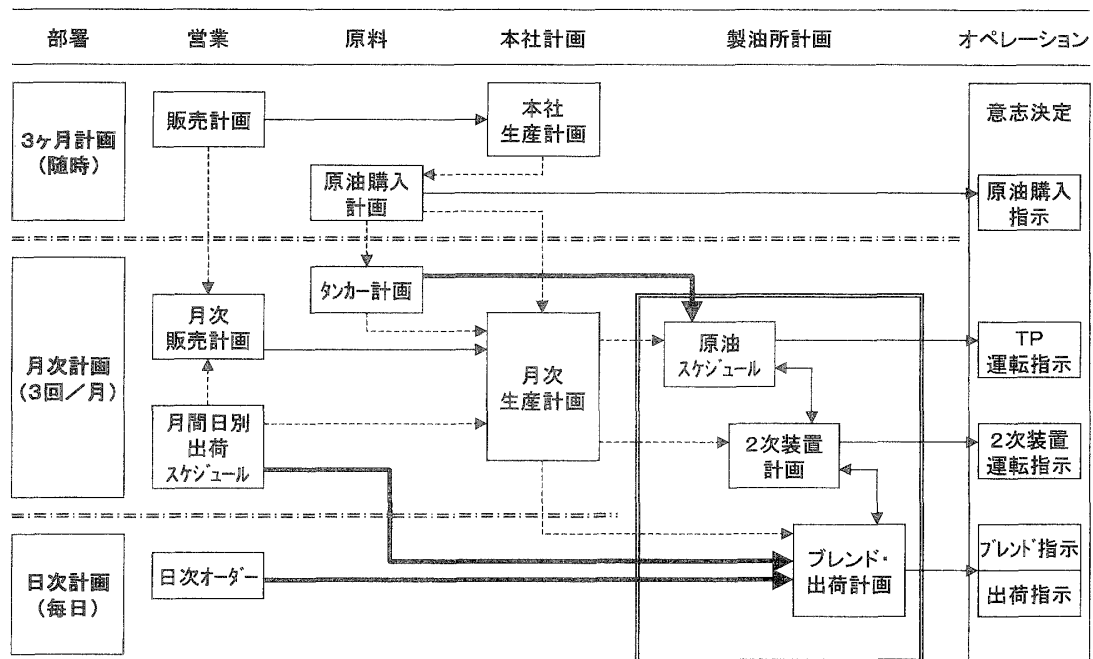 部署 営業 原料 本社計画 製油所計画 オペレーション
3ヶ月計画
(随時)
販売計画
本社
生産計画
原油購入
計画
意志決定
原油購入
指示
月次計画
(3回/月)
タンカー計画
月次
販売計画
月間日別
出荷
スケジュール
月次
生産計画
原油
スケジュール
2次装置
計画
TP
運転指示
2次装置
運転指示
日次計画
(毎日)
日次オーダー
ブレンド・
出荷計画
ブレンド指示
出荷指示